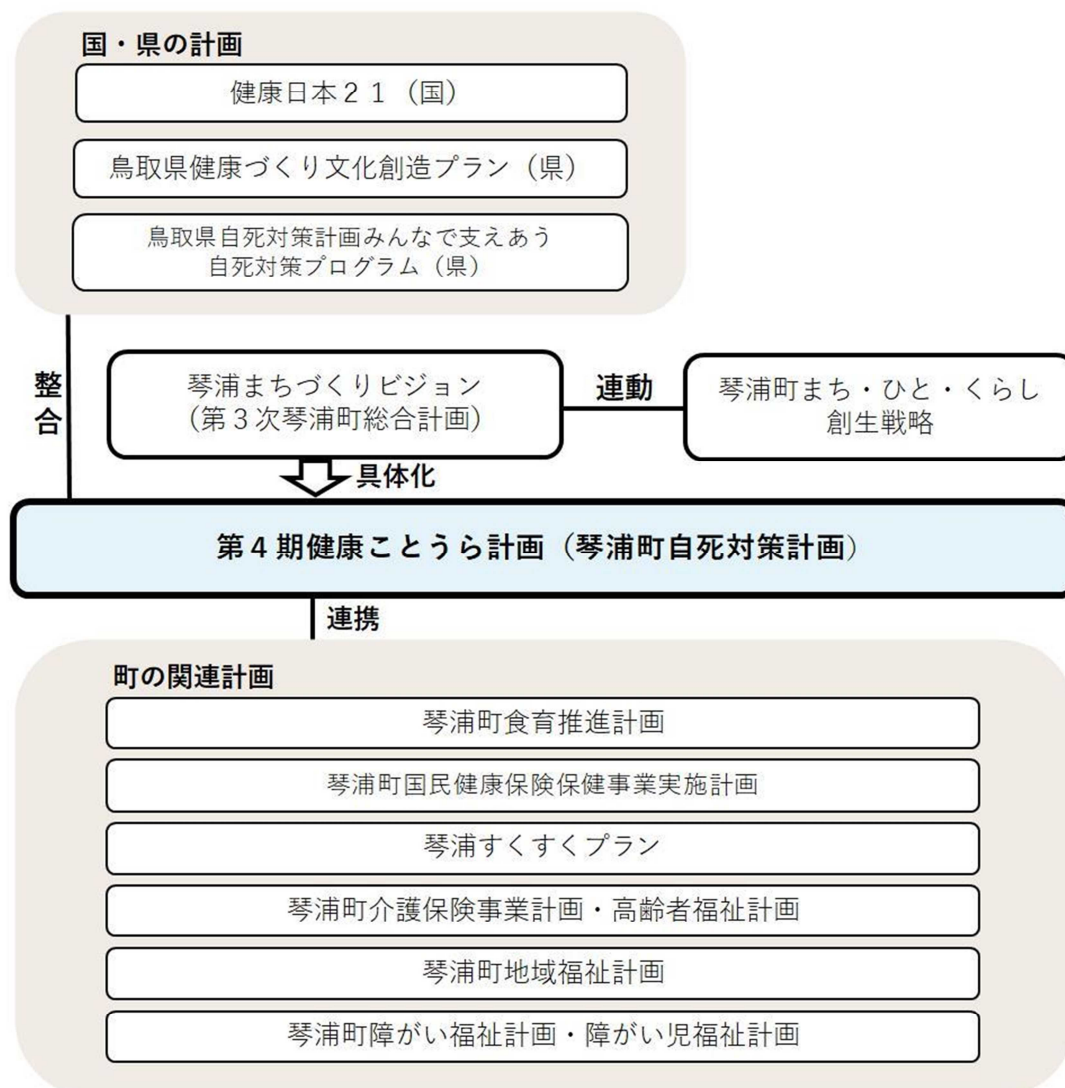 国・県の計画
健康日本２１（国）
鳥取県健康づくり文化創造プラン（県）
鳥取県自死対策計画みんなで支えあう
自死対策プログラム（県）
整合
琴浦まちづくりビジョン
（第３次琴浦町総合計画）
連動
琴浦町まち・ひと・くらし
創生戦略
具体化
第４期健康ことうら計画（琴浦町自死対策計画）
連携
町の関連計画
琴浦町食育推進計画
琴浦町国民健康保険保健事業実施計画
琴浦すくすくプラン
琴浦町介護保険事業計画・高齢者福祉計画
琴浦町地域福祉計画
琴浦町障がい福祉計画・障がい児福祉計画